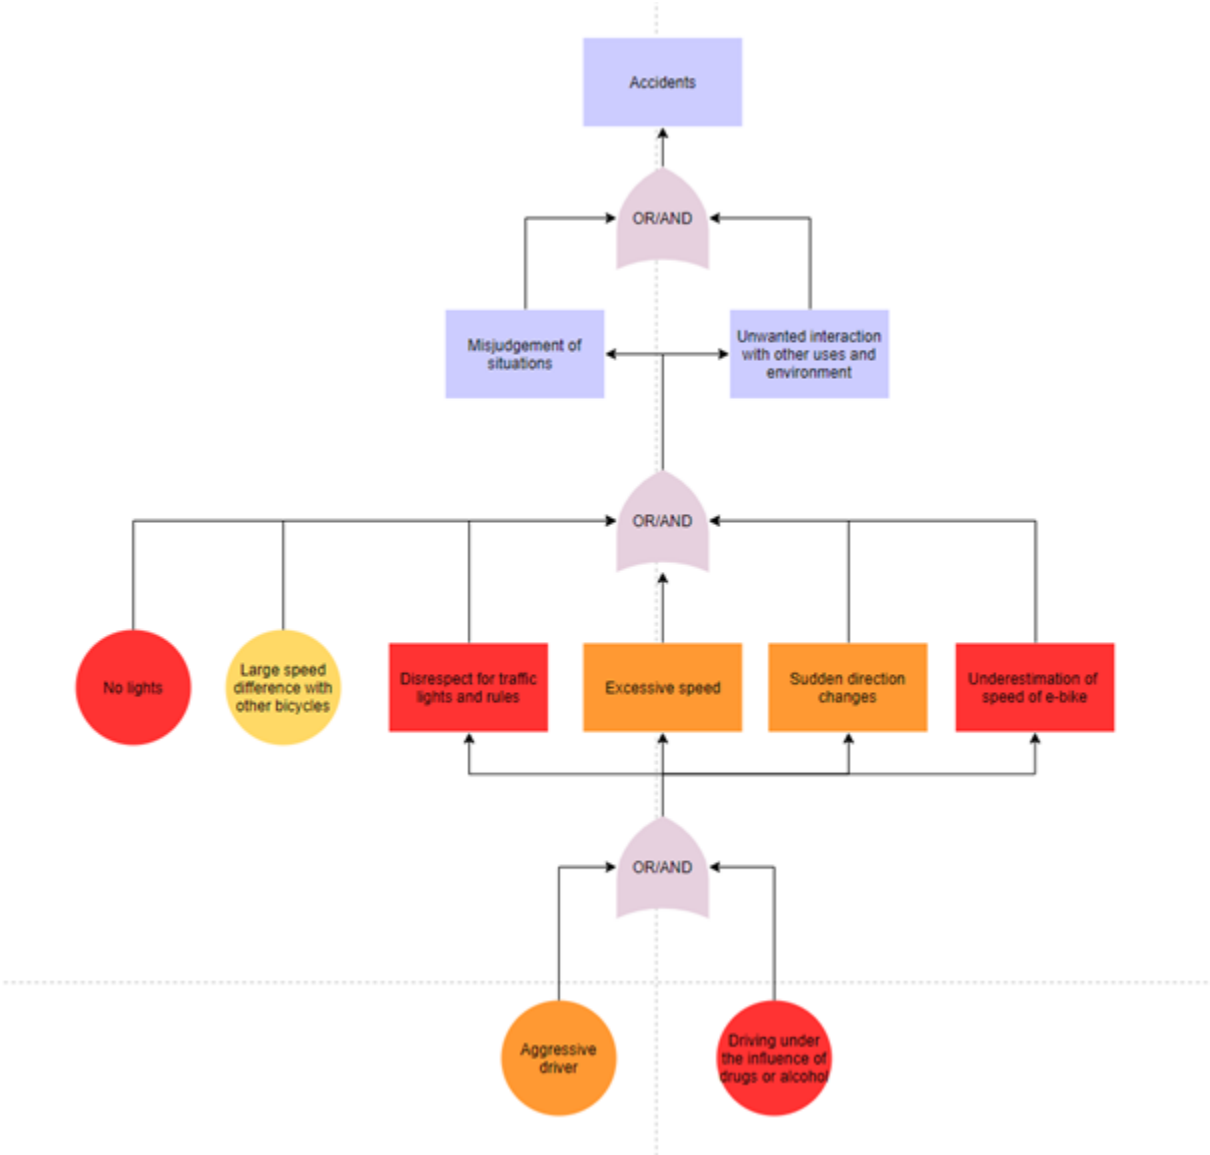 Accidents
OR/AND
Misjudgement of
situations
Unwanted interaction
with other uses and
environment
OR/AND
No lights
Large speed
difference with
other bicycles
Disrespect for traffic
lights and rules
Excessive speed
Sudden direction
changes
Underestimation of
speed of e-bike
OR/AND
Aggressive
driver
Driving under
the influence of
drugs or alcohol